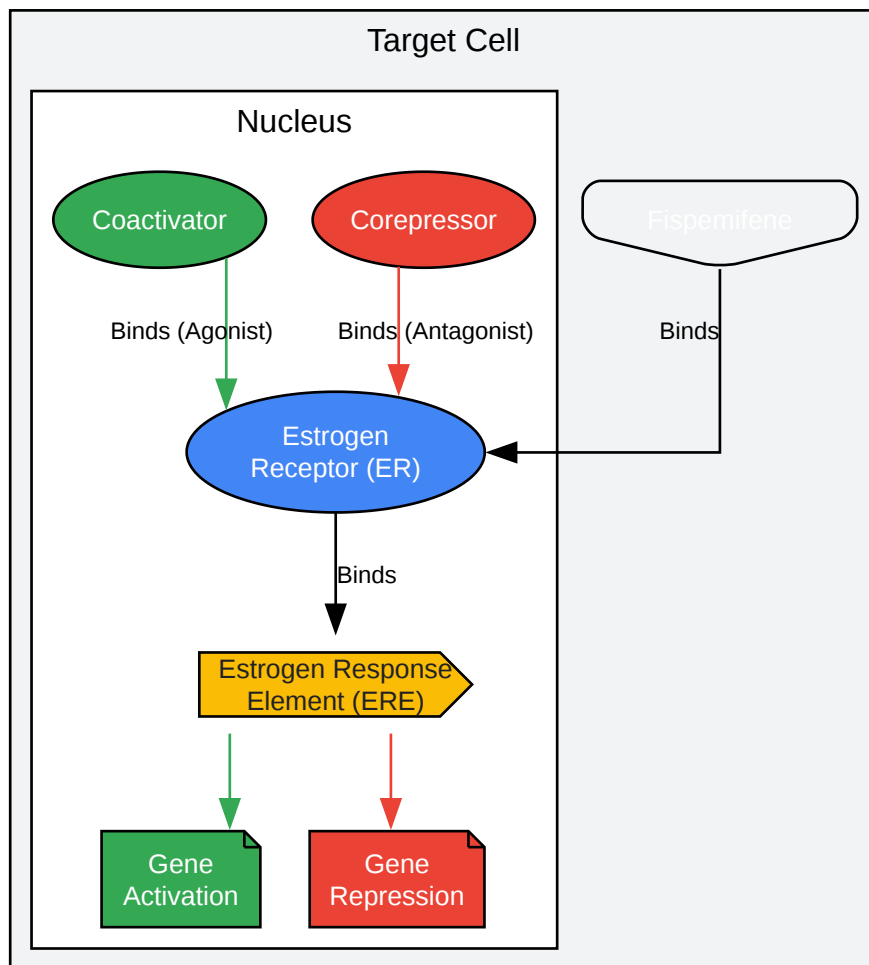 Target Cell
Nucleus
Coactivator
Corepressor
Fispemifene
Binds (Agonist)
Binds (Antagonist)
Binds
Estrogen
Receptor (ER)
Binds
Estrogen Response
Element (ERE)
Gene
Activation
Gene
Repression